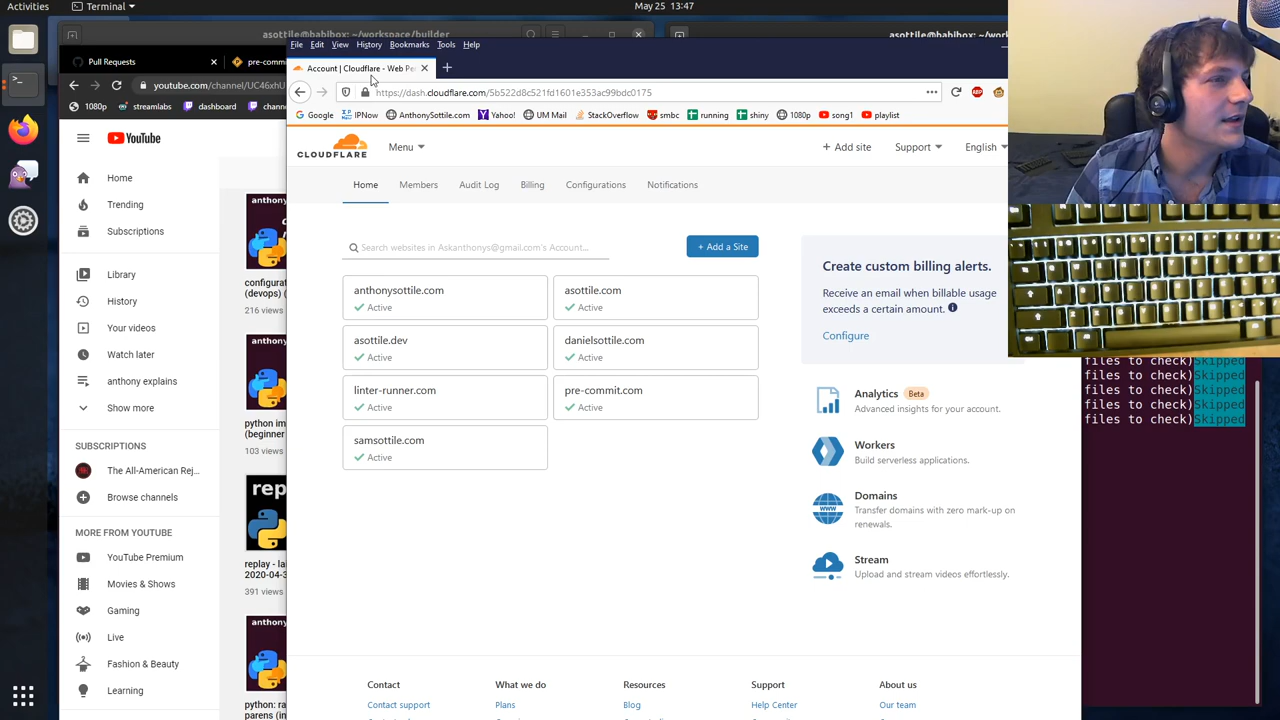 Activities
Terminal
May 25 13:47
asottile@babibox: ~/workspace/builder
asottile@babibox: ~/wor
Pull Requests
pre-comm
youtube.com/channel/UC46xhU
1080p
streamlabs
dashboard
YouTube
Home
Trending
Subscriptions
Library
History
Your videos
Watch later
anthony explains
Show more
SUBSCRIPTIONS
The All-American Rej...
Browse channels
MORE FROM YOUTUBE
YouTube Premium
Movies & Shows
Gaming
Live
Fashion & Beauty
Learning
configurat
(devops) (
216 views
python im
(beginner
103 views
repl
replay - la
2020-04-3
391 views
python: ra
parens (in
File Edit View History Bookmarks Tools Help
Account | Cloudflare - Web Pe
https://dash.cloudflare.com/5b522d8c521fd1601e353ac99bdc0175
Google IPNow AnthonySottile.com Yahoo! UM Mail StackOverflow smbc running shiny 1080p song1 playlist
CLOUDFLARE
Menu
+ Add site
Support
English
Home Members Audit Log Billing Configurations Notifications
Search websites in Askanthonys@gmail.com's Account...
+ Add a Site
anthonysottile.com
Active
asottile.com
Active
asottile.dev
Active
danielsottile.com
Active
linter-runner.com
Active
pre-commit.com
Active
samsottile.com
Active
Create custom billing alerts.
Receive an email when billable usage
exceeds a certain amount.
Configure
Analytics Beta
Advanced insights for your account.
Workers
Build serverless applications.
Domains
Transfer domains with zero mark-up on
renewals.
Stream
Upload and stream videos effortlessly.
Contact
Contact support
What we do
Plans
Resources
Blog
Support
Help Center
About us
Our team
files to check)Skipped
files to check)Skipped
files to check)Skipped
files to check)Skipped
files to check)Skipped